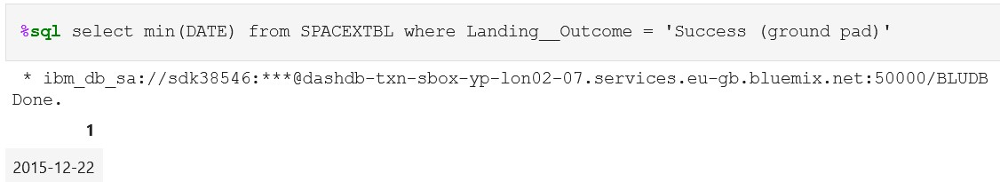 %sql select min(DATE) from SPACEXTBL where Landing__Outcome = 'Success (ground pad)'
* ibm_db_sa://sdk38546:***@dashdb-txn-sbox-yp-lon02-07.services.eu-gb.bluemix.net:50000/BLUDB
Done.
1
2015-12-22